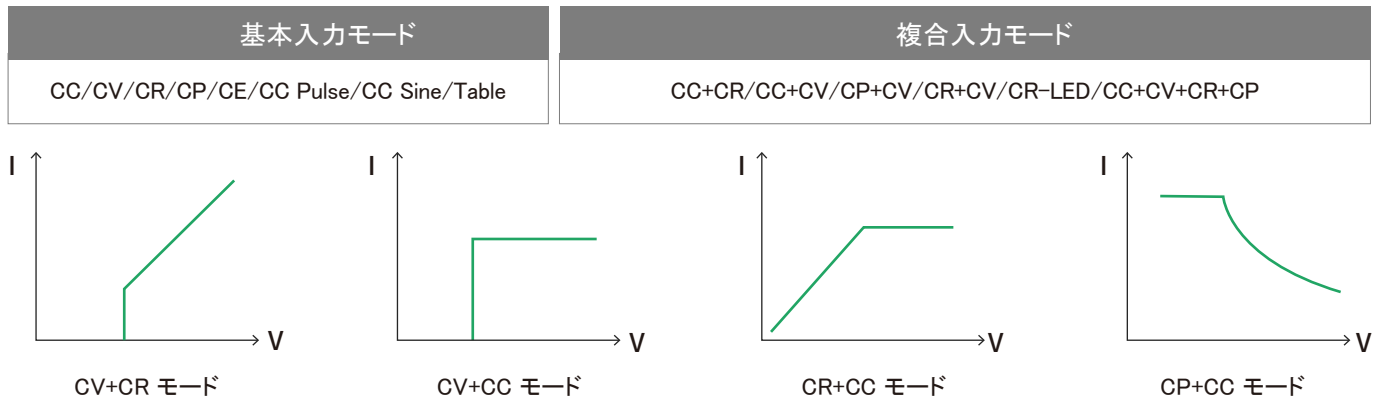 基本入力モード
複合入力モード
CC/CV/CR/CP/CE/CC Pulse/CC Sine/Table
CC+CR/CC+CV/CP+CV/CR+CV/CR-LED/CC+CV+CR+CP
I
V
CV+CR モード
I
V
CV+CC モード
I
V
CR+CC モード
I
V
CP+CC モード